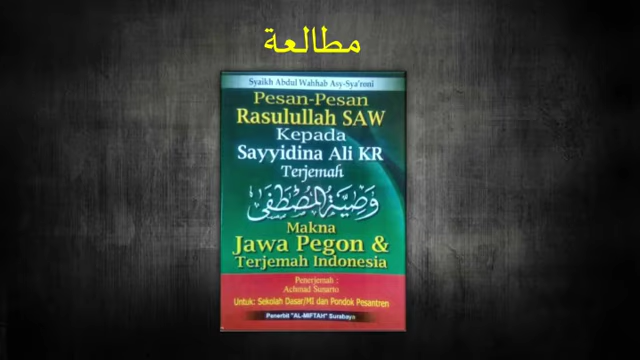 مطالعة
Syaikh Abdul Wahhab Asy-Sya'roni
Pesan-Pesan
Rasulullah SAW
Kepada
Sayyidina Ali KR
Terjemah
وصية المصطفى
Makna
Jawa Pegon &
Terjemah Indonesia
Penerjemah :
Achmad Sunarto
Untuk: Sekolah Dasar/MI dan Pondok Pesantren
Penerbit "AL-MIFTAH" Surabaya